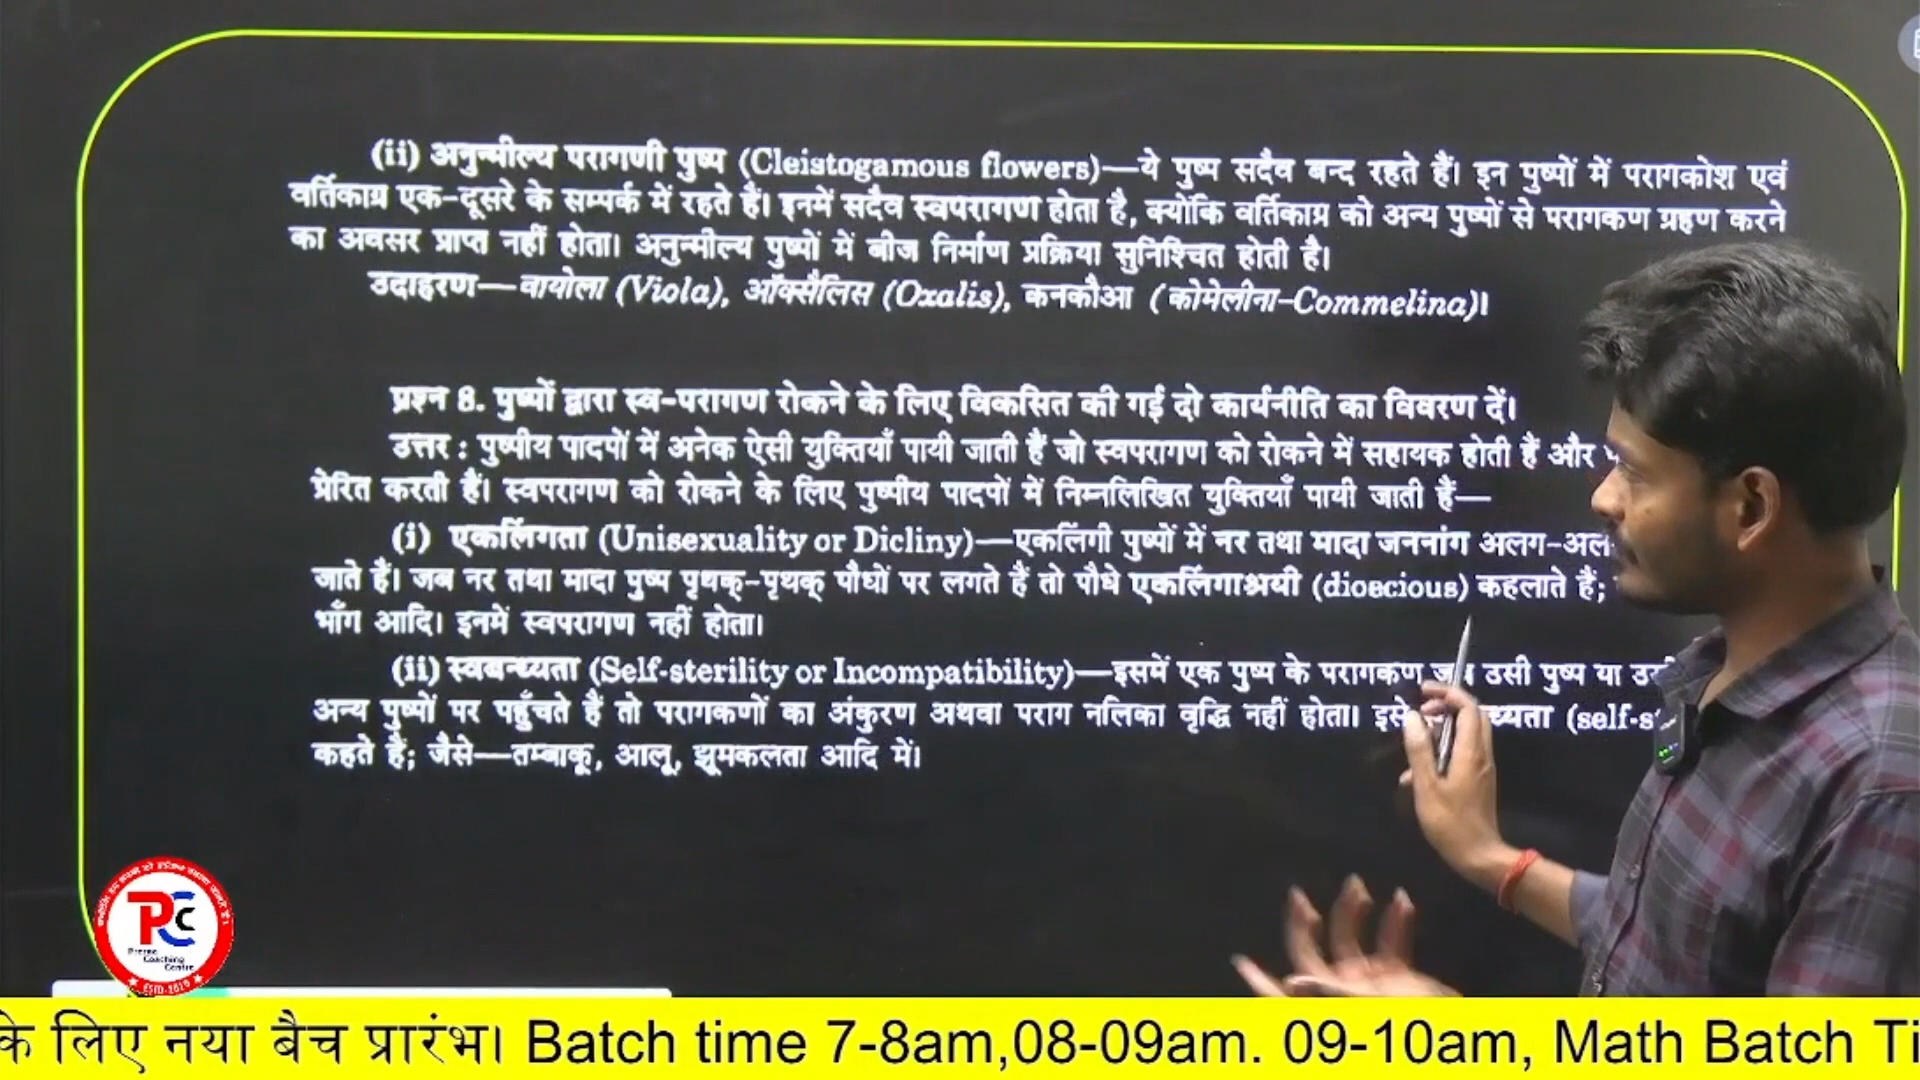 (ii) अनुन्मील्य परागणी पुष्प (Cleistogamous flowers)—ये पुष्प सदैव बन्द रहते हैं। इन पुष्पों में परागकोश एवं
वर्तिकाग्र एक-दूसरे के सम्पर्क में रहते हैं। इनमें सदैव स्वपरागण होता है, क्योंकि वर्तिकाग्र को अन्य पुष्पों से परागकण ग्रहण करने
का अवसर प्राप्त नहीं होता। अनुन्मील्य पुष्पों में बीज निर्माण प्रक्रिया सुनिश्चित होती है।
उदाहरण—वायोला (Viola), ऑक्सैलिस (Oxalis), कनकौआ (कोमेलीना-Commelina)।
प्रश्न 8. पुष्पों द्वारा स्व-परागण रोकने के लिए विकसित की गई दो कार्यनीति का विवरण दें।
उत्तर : पुष्पीय पादपों में अनेक ऐसी युक्तियाँ पायी जाती हैं जो स्वपरागण को रोकने में सहायक होती हैं और
प्रेरित करती हैं। स्वपरागण को रोकने के लिए पुष्पीय पादपों में निम्नलिखित युक्तियाँ पायी जाती हैं—
(i) एकलिंगता (Unisexuality or Dicliny)—एकलिंगी पुष्पों में नर तथा मादा जननांग अलग-अल
जाते हैं। जब नर तथा मादा पुष्प पृथक्-पृथक् पौधों पर लगते हैं तो पौधे एकलिंगाश्रयी (dioecious) कहलाते हैं;
भाँग आदि। इनमें स्वपरागण नहीं होता।
(ii) स्वबन्ध्यता (Self-sterility or Incompatibility)—इसमें एक पुष्प के परागकण उसी पुष्प या
अन्य पुष्पों पर पहुँचते हैं तो परागकणों का अंकुरण अथवा पराग नलिका वृद्धि नहीं होता। इसे ध्यता (self-s
कहते हैं; जैसे—तम्बाकू, आलू, झूमकलता आदि में।
PCC
Prerna
Coaching
Centre
के लिए नया बैच प्रारंभ। Batch time 7-8am,08-09am. 09-10am, Math Batch Ti